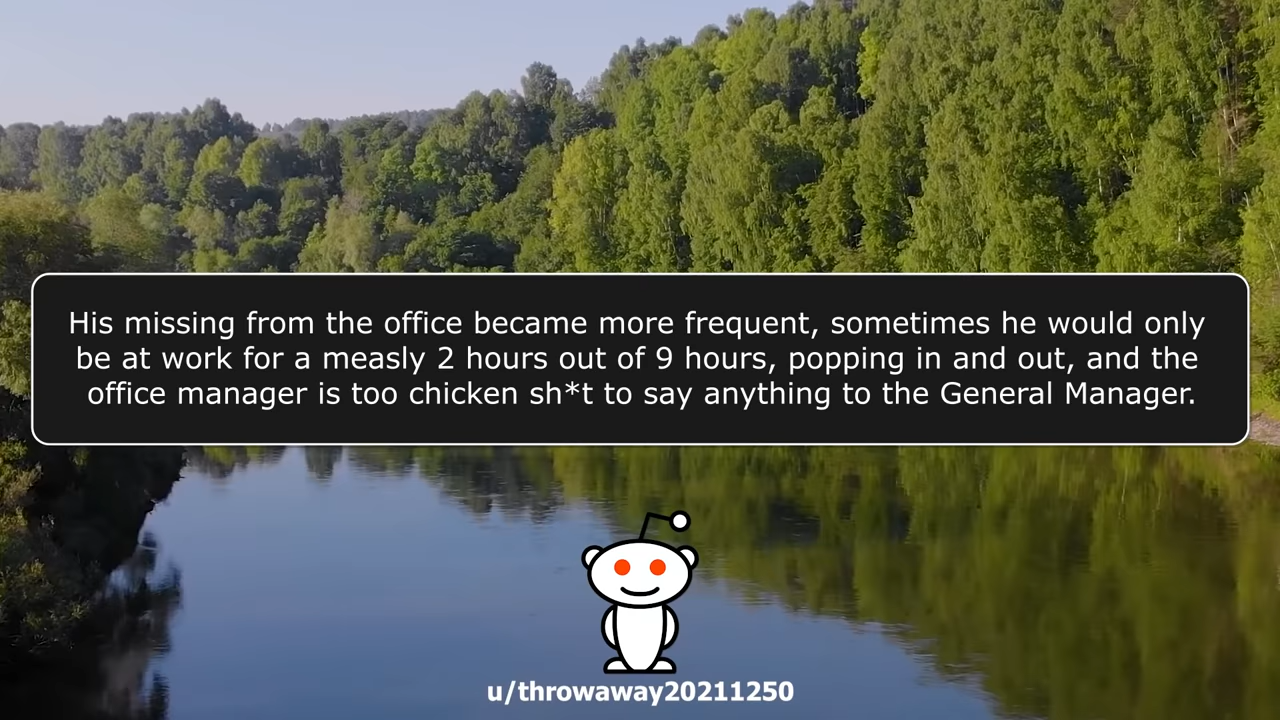 His missing from the office became more frequent, sometimes he would only
be at work for a measly 2 hours out of 9 hours, popping in and out, and the
office manager is too chicken sh*t to say anything to the General Manager.
u/throwaway20211250